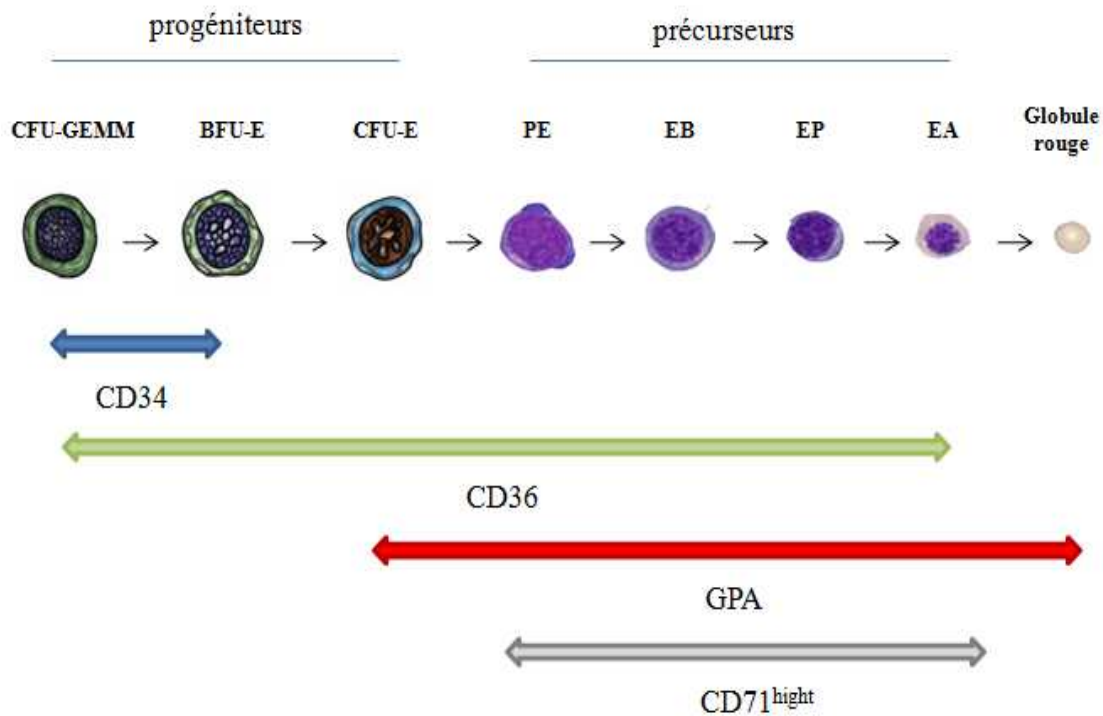 progéniteurs
précurseurs
CFU-GEMM
BFU-E
CFU-E
PE
EB
EP
EA
Globule
rouge
CD34
CD36
GPA
CD71hight